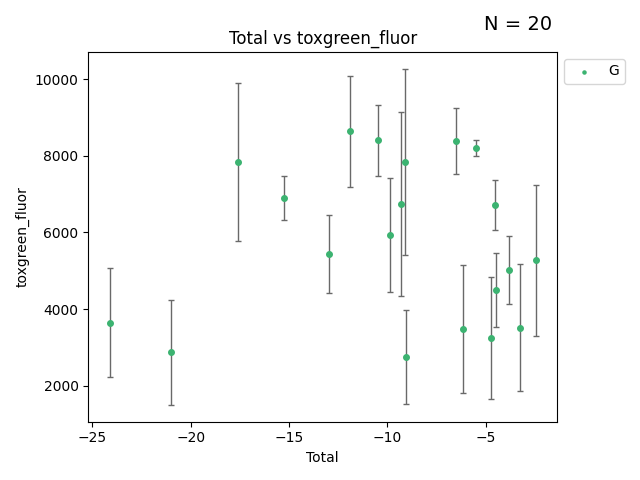 N = 20
Total vs toxgreen_fluor
G
toxgreen_fluor
10000
8000
6000
4000
2000
−25 −20 −15 −10 −5
Total